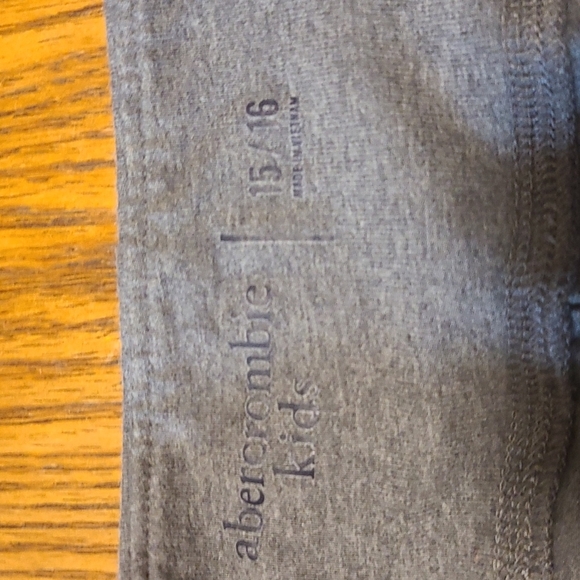 abercrombie
kids
15/16
MADE IN VIETNAM